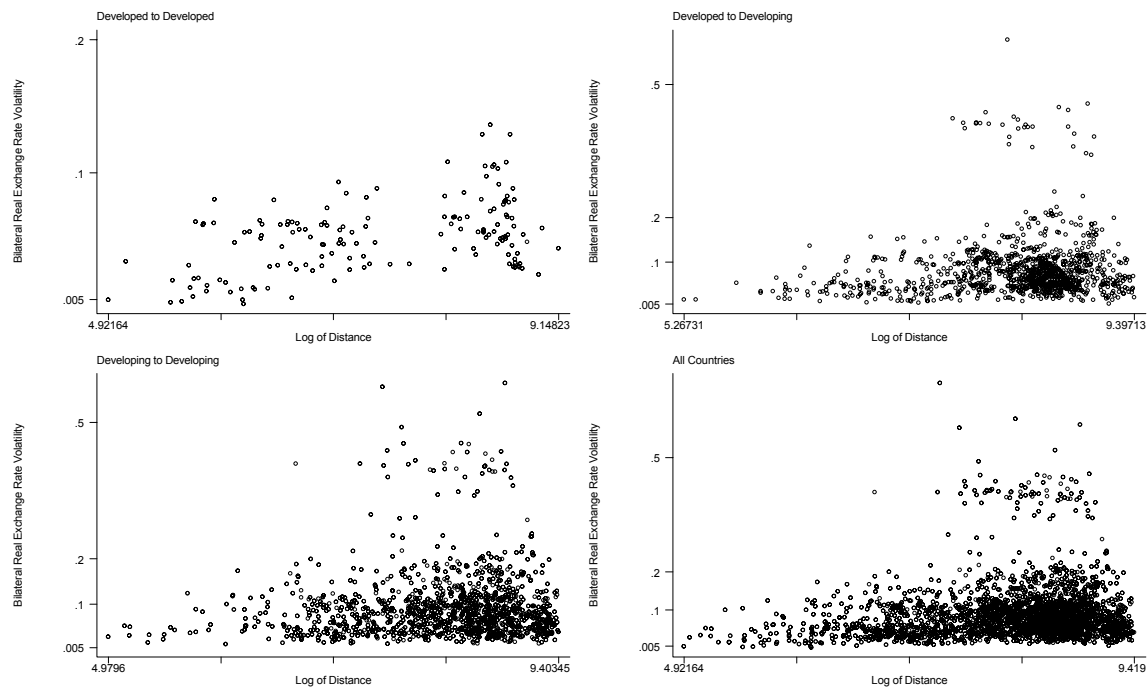 Developed to Developed
Bilateral Real Exchange Rate Volatility
.2
.1
.005
4.92164
9.14823
Log of Distance
Developed to Developing
Bilateral Real Exchange Rate Volatility
.5
.2
.1
.005
5.26731
9.39713
Log of Distance
Developing to Developing
Bilateral Real Exchange Rate Volatility
.5
.2
.1
.005
4.9796
9.40345
Log of Distance
All Countries
Bilateral Real Exchange Rate Volatility
.5
.2
.1
.005
4.92164
9.419
Log of Distance